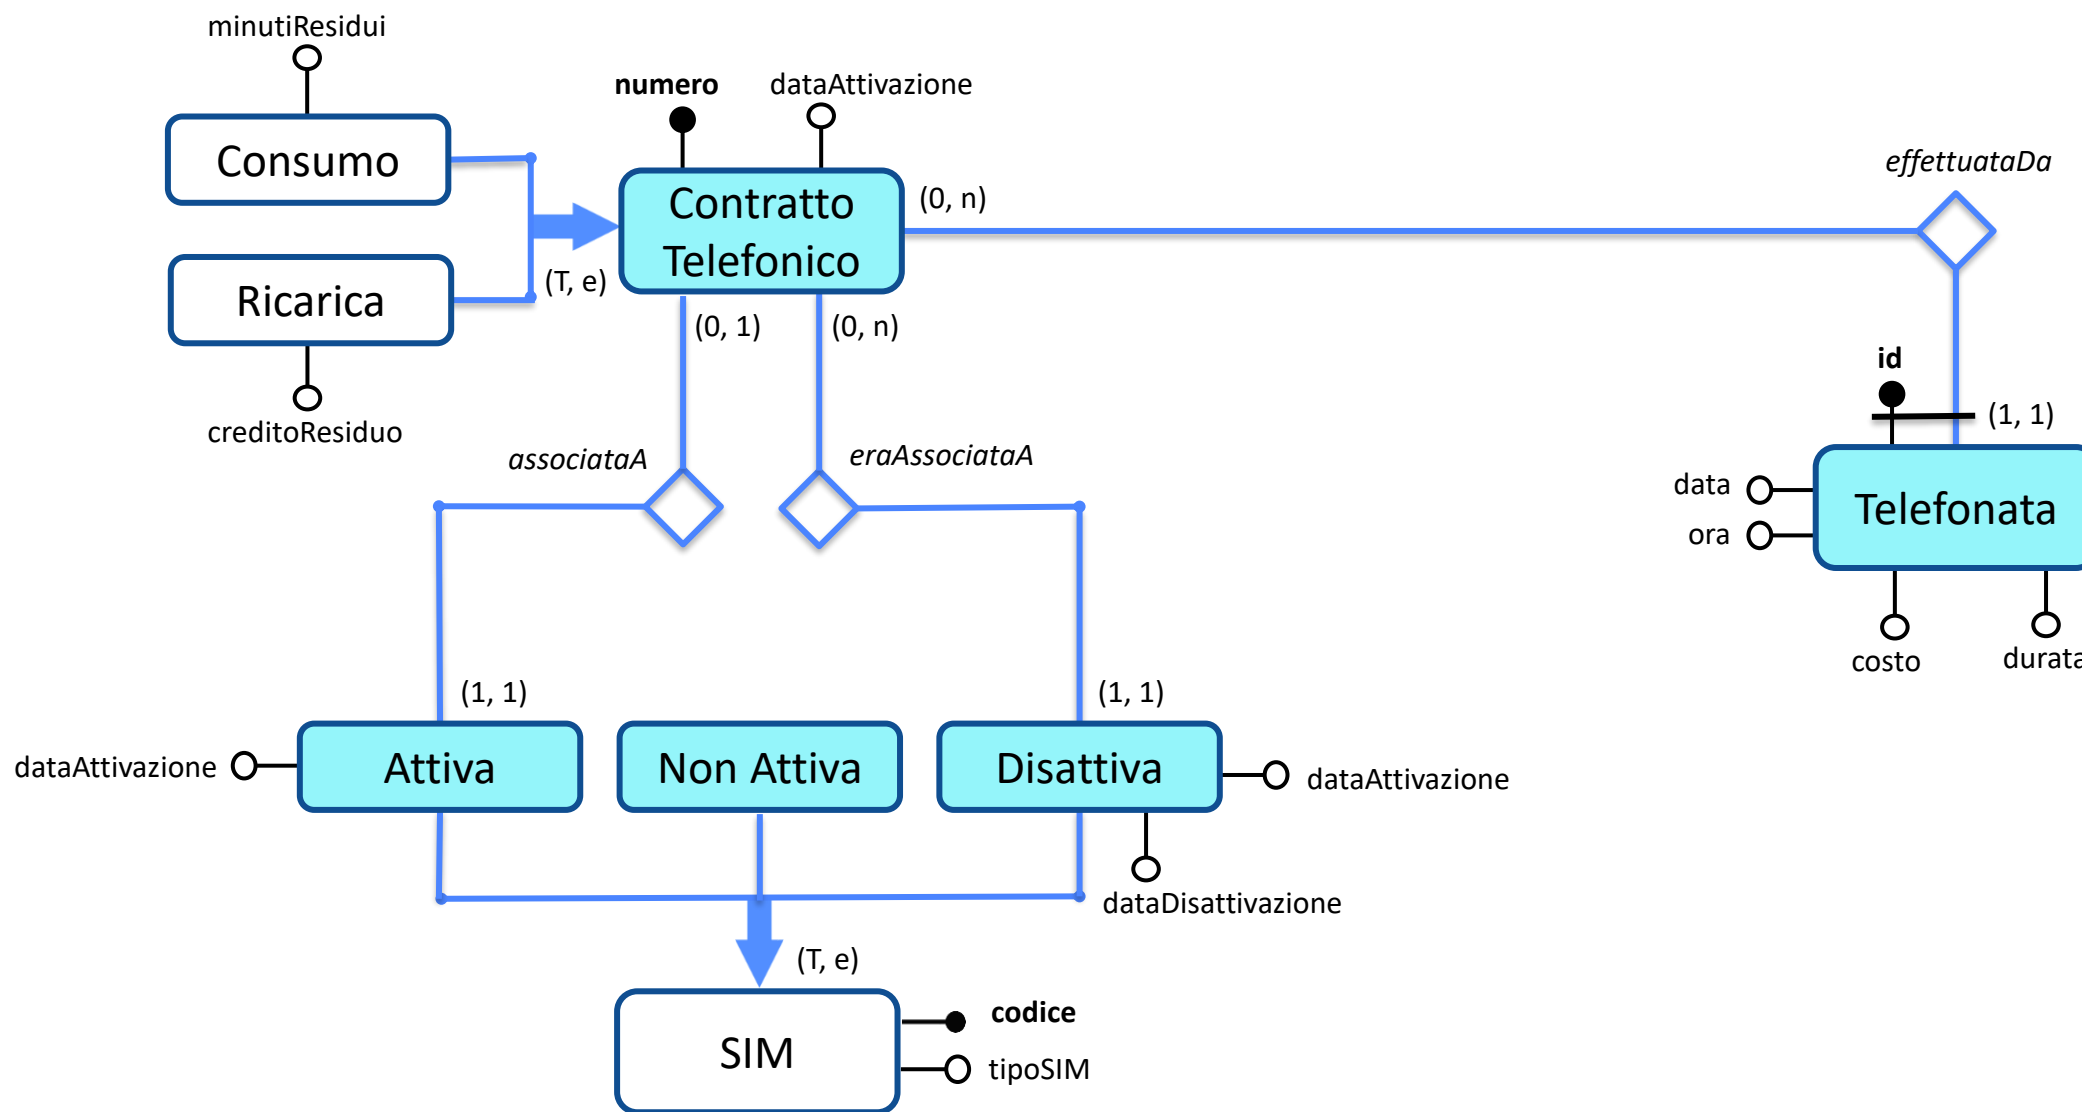 minutiResidui
numero
dataAttivazione
Consumo
Contratto
Telefonico
(0, n)
effettuataDa
Ricarica
(T, e)
(0, 1)
(0, n)
id
(1, 1)
creditoResiduo
associataA
eraAssociataA
data
ora
Telefonata
costo
durata
(1, 1)
(1, 1)
dataAttivazione
Attiva
Non Attiva
Disattiva
dataAttivazione
dataDisattivazione
(T, e)
SIM
codice
tipoSIM